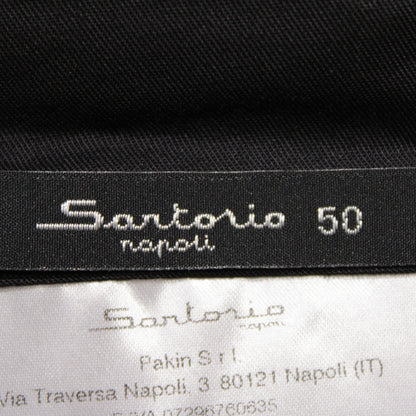 Sartorio 50
napoli
Sartorio
napoli
Pakin S r l.
Via Traversa Napoli, 3 80121 Napoli (IT)